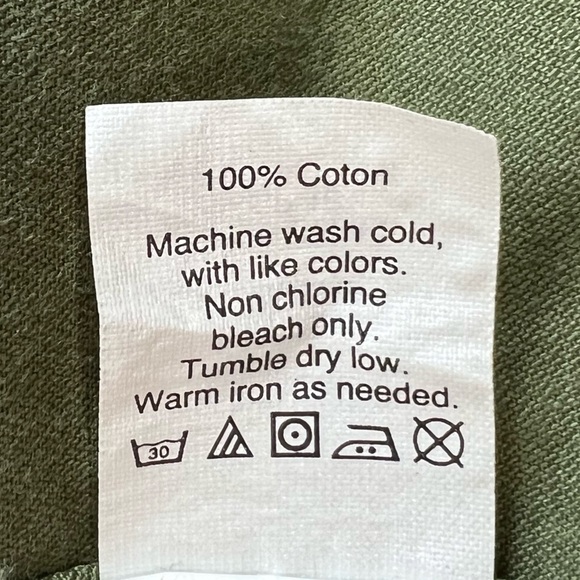 100% Coton
Machine wash cold,
with like colors.
Non chlorine
bleach only.
Tumble dry low.
Warm iron as needed.
30